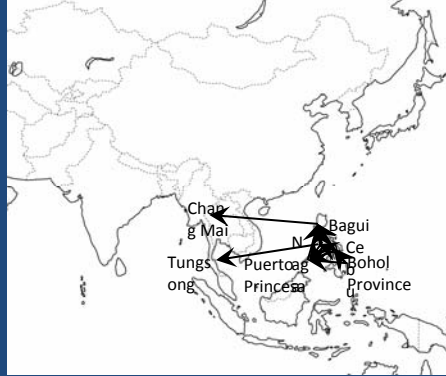 Chan
g Mai
Bagui
N
Ce
Tungs
ong
Puerto
Princesa
Bohol
Province
b
u